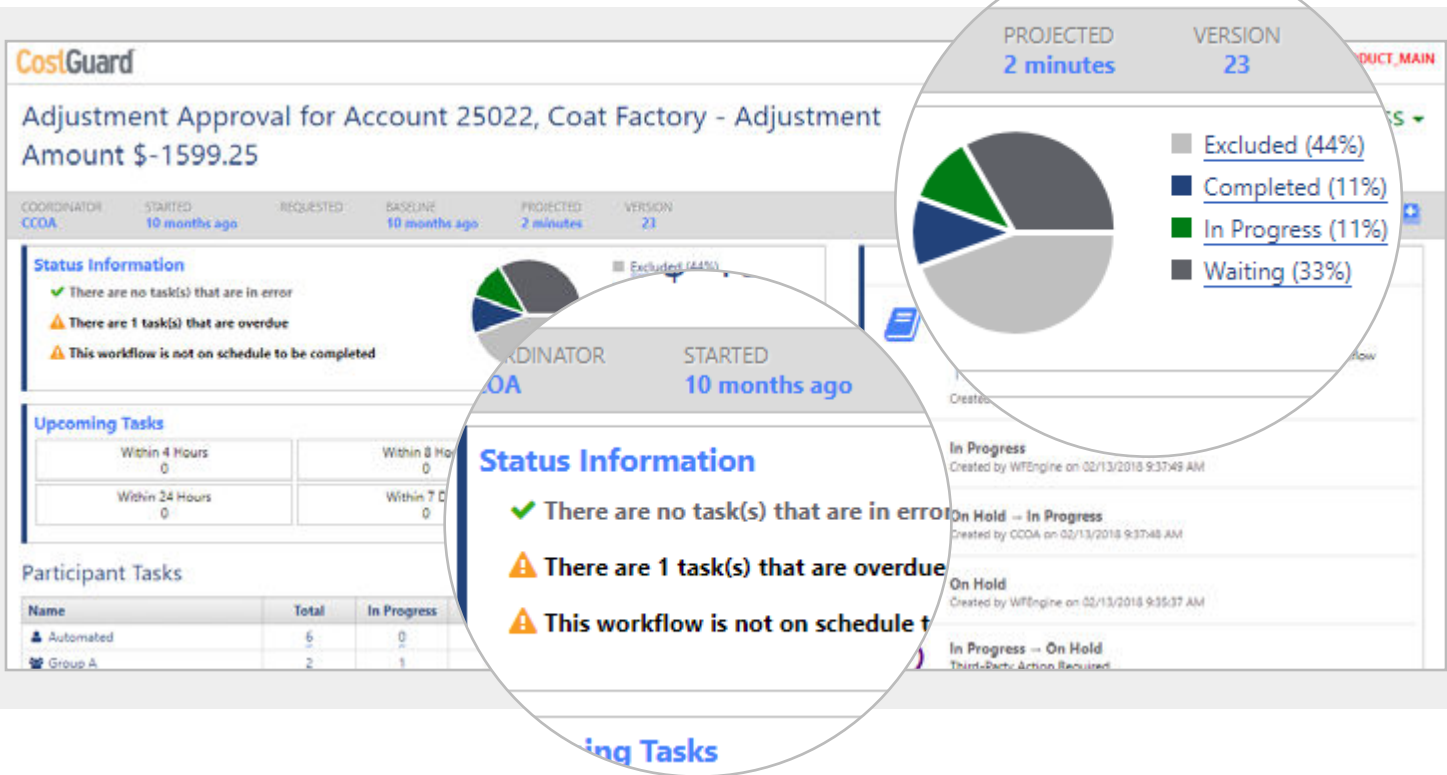 CostGuard
DUCT_MAIN
Adjustment Approval for Account 25022, Coat Factory - Adjustment
Amount $-1599.25
SS
COORDINATOR STARTED REQUESTED BASELINE PROJECTED VERSION
CCOA 10 months ago 10 months ago 2 minutes 23
Status Information
There are no task(s) that are in error
There are 1 task(s) that are overdue
This workflow is not on schedule to be completed
Excluded (44%)
Upcoming Tasks
Within 4 Hours
0
Within 8 Ho
0
Within 24 Hours
0
Within 7 D
0
Participant Tasks
Name Total In Progress
Automated 6 0
Group A 2 1
PROJECTED VERSION
2 minutes 23
Excluded (44%)
Completed (11%)
In Progress (11%)
Waiting (33%)
RDINATOR STARTED
COA 10 months ago
Status Information
There are no task(s) that are in error
There are 1 task(s) that are overdue
This workflow is not on schedule t
ing Tasks
flow
Create
In Progress
Created by WFEngine on 02/13/2018 9:37:49 AM
On Hold → In Progress
Created by CCOA on 02/13/2018 9:37:48 AM
On Hold
Created by WFEngine on 02/13/2018 9:35:37 AM
In Progress → On Hold
Third-Party Action Required